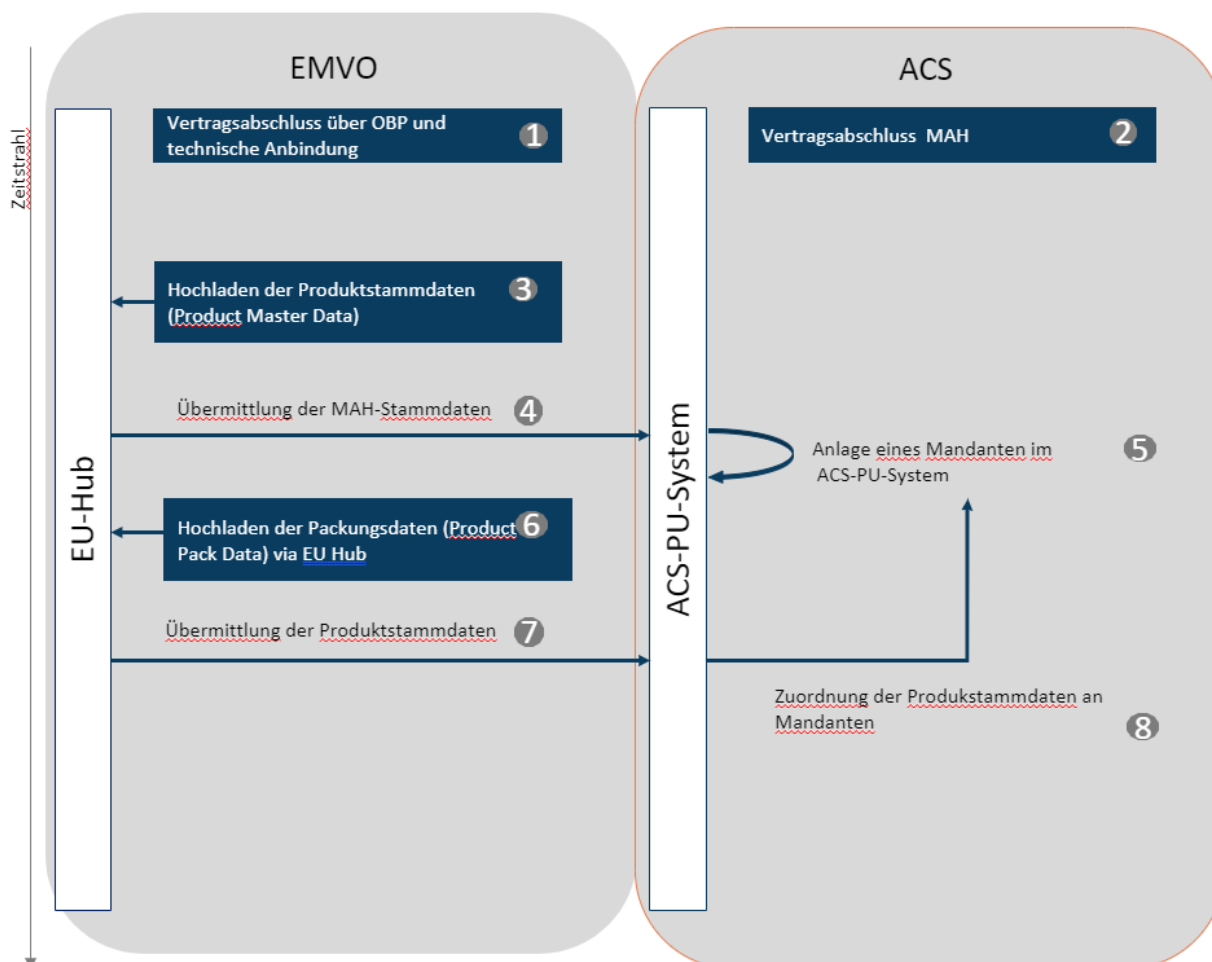 EMVO
ACS
Zeitstrahl
Vertragsabschluss über OBP und
technische Anbindung
1
Vertragsabschluss MAH
2
Hochladen der Produktstammdaten
(Product Master Data)
3
Übermittlung der MAH-Stammdaten
4
Anlage eines Mandanten im
ACS-PU-System
5
EU-Hub
ACS-PU-System
Hochladen der Packungsdaten (Product
Pack Data) via EU Hub
6
Übermittlung der Produktstammdaten
7
Zuordnung der Produkstammdaten an
Mandanten
8